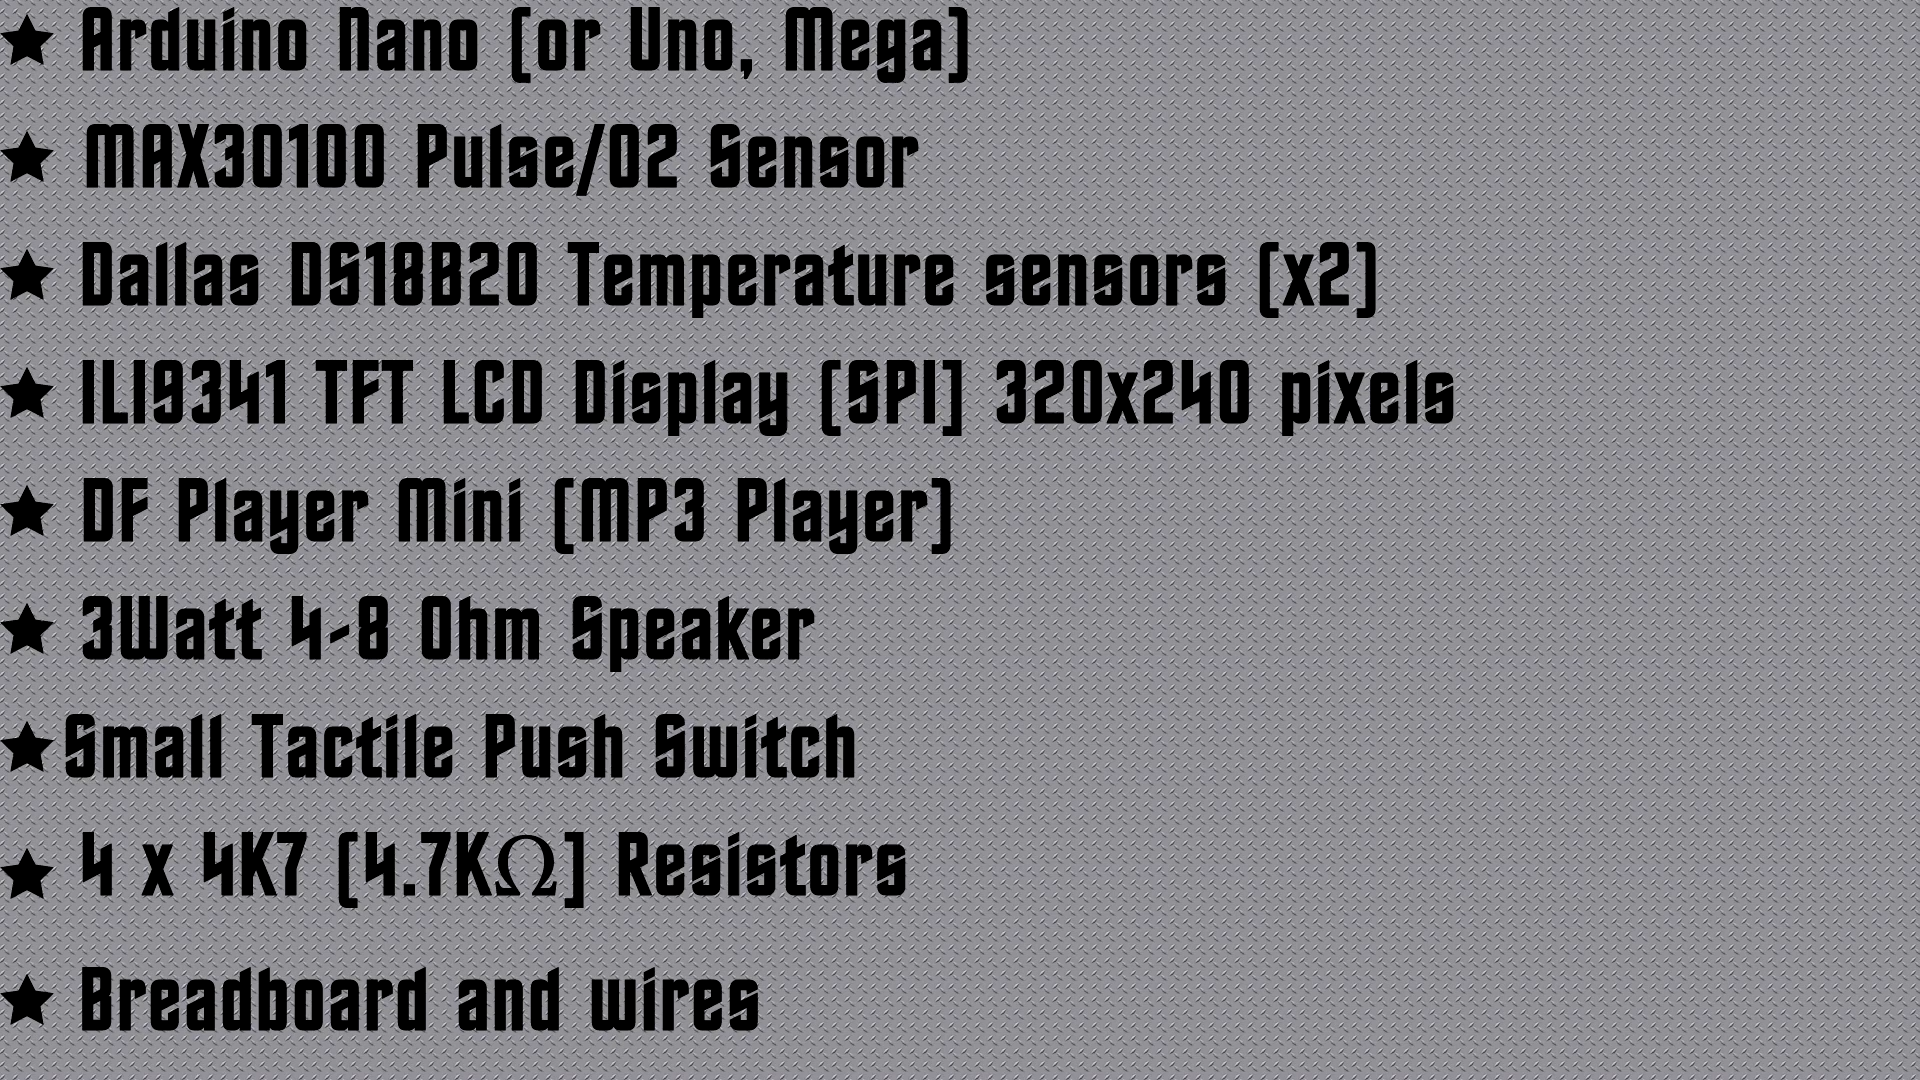 ★ Arduino Nano (or Uno, Mega)
★ MAX30100 Pulse/O2 Sensor
★ Dallas DS18B20 Temperature sensors (x2)
★ ILI9341 TFT LCD Display (SPI) 320x240 pixels
★ DF Player Mini (MP3 Player)
★ 3Watt 4-8 Ohm Speaker
★ Small Tactile Push Switch
★ 4 x 4K7 (4.7KΩ) Resistors
★ Breadboard and wires